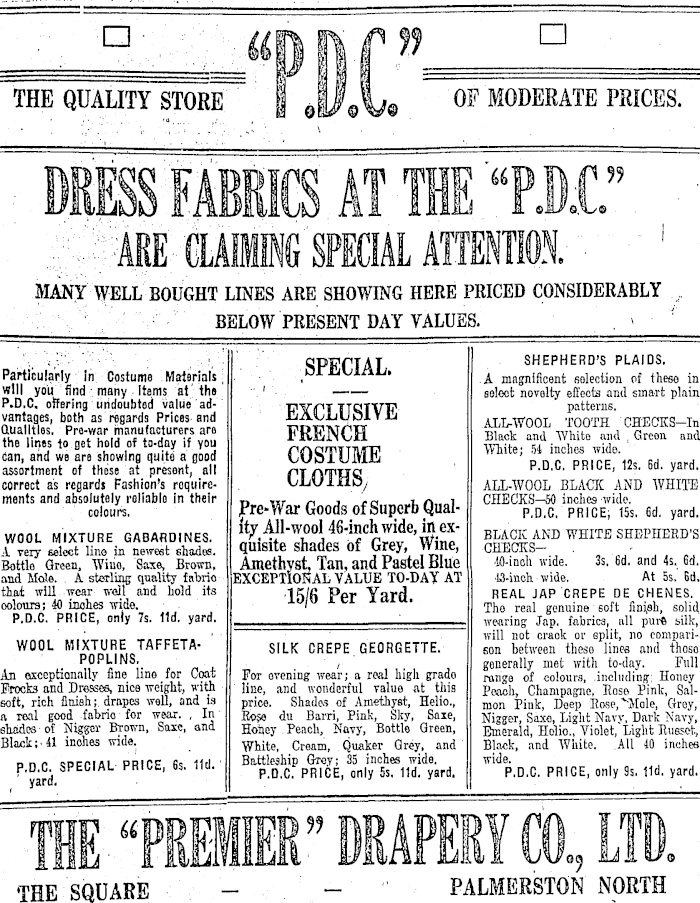 "P.D.C."
THE QUALITY STORE
OF MODERATE PRICES.
DRESS FABRICS AT THE "P.D.C."
ARE CLAIMING SPECIAL ATTENTION.
MANY WELL BOUGHT LINES ARE SHOWING HERE PRICED CONSIDERABLY
BELOW PRESENT DAY VALUES.
Particularly in Costume Materials
will you find many items at the
P.D.C. offering undoubted value ad-
vantages, both as regards Prices and
Qualities. Pre-war manufacturers are
the lines to get hold of to-day if you
can, and we are showing quite a good
assortment of these at present, all
correct as regards Fashion's require-
ments and absolutely reliable in their
colours.
WOOL MIXTURE GABARDINES.
A very select line in newest shades.
Bottle Green, Wine, Saxe, Brown,
and Mole. A sterling quality fabric
that will wear well and hold its
colours; 40 inches wide.
P.D.C. PRICE, only 7s. 11d. yard.
WOOL MIXTURE TAFFETA-
POPLINS.
An exceptionally fine line for Coat
Frocks and Dresses, nice weight, with
soft, rich finish; drapes well, and is
a real good fabric for wear. In
shades of Nigger Brown, Saxe, and
Black; 41 inches wide.
P.D.C. SPECIAL PRICE, 6s. 11d.
yard.
SPECIAL.
EXCLUSIVE
FRENCH
COSTUME
CLOTHS,
Pre-War Goods of Superb Qual-
ity All-wool 46-inch wide, in ex-
quisite shades of Grey, Wine,
Amethyst, Tan, and Pastel Blue
EXCEPTIONAL VALUE TO-DAY AT
15/6 Per Yard.
SILK CREPE GEORGETTE.
For evening wear; a real high grade
line, and wonderful value at this
price. Shades of Amethyst, Helio.,
Rose du Barri, Pink, Sky, Saxe,
Honey Peach, Navy, Bottle Green,
White, Cream, Quaker Grey, and
Battleship Grey; 35 inches wide.
P.D.C. PRICE, only 5s. 11d. yard.
SHEPHERD'S PLAIDS.
A magnificent selection of these in
select novelty effects and smart plain
patterns.
ALL-WOOL TOOTH CHECKS—In
Black and White and Green and
White; 54 inches wide.
P.D.C. PRICE, 12s. 6d. yard.
ALL-WOOL BLACK AND WHITE
CHECKS—50 inches wide.
P.D.C. PRICE, 15s. 6d. yard.
BLACK AND WHITE SHEPHERD'S
CHECKS—
40-inch wide. 3s. 6d. and 4s. 6d.
43-inch wide. At 5s. 6d.
REAL JAP CREPE DE CHENES.
The real genuine soft finish, solid
wearing Jap. fabrics, all pure silk,
will not crack or split, no compari-
son between these lines and those
generally met with to-day. Full
range of colours, including: Honey
Peach, Champagne, Rose Pink, Sal-
mon Pink, Deep Rose, Mole, Grey,
Nigger, Saxe, Light Navy, Dark Navy,
Emerald, Helio., Violet, Light Russet,
Black, and White. All 40 inches
wide.
P.D.C. PRICE, only 9s. 11d. yard.
THE "PREMIER" DRAPERY CO., LTD.
THE SQUARE — — PALMERSTON NORTH